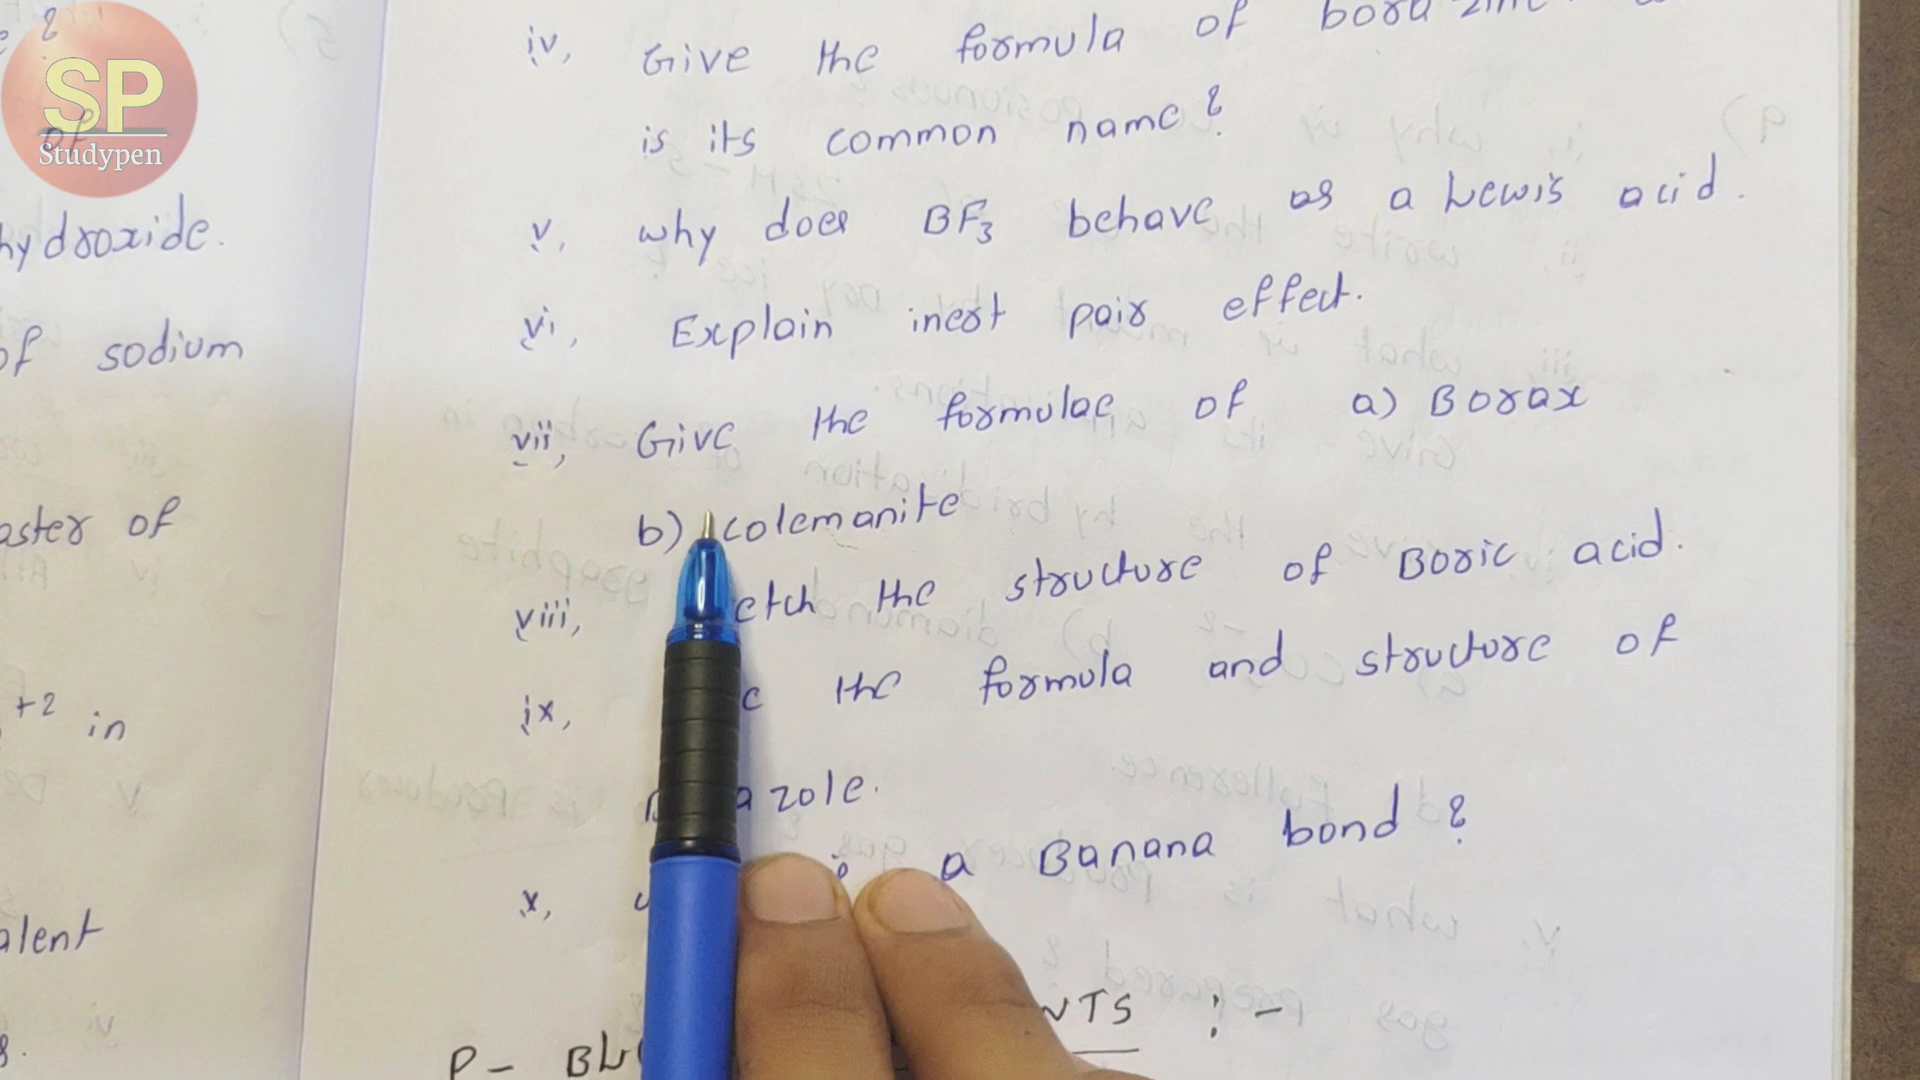 SP
Studypen
of
hydroxide.
of sodium
aster of
+2 in
alent
iv, Give the formula of
is its common name?
v, why does BF3 behave as a Lewis acid.
vi, Explain inert pair effect.
vii, Give the formulae of a) Borax
b) colemanite
viii, etch the structure of Boric acid.
ix, the formula and structure of
azole.
x, a Banana bond?
P- NTS :-